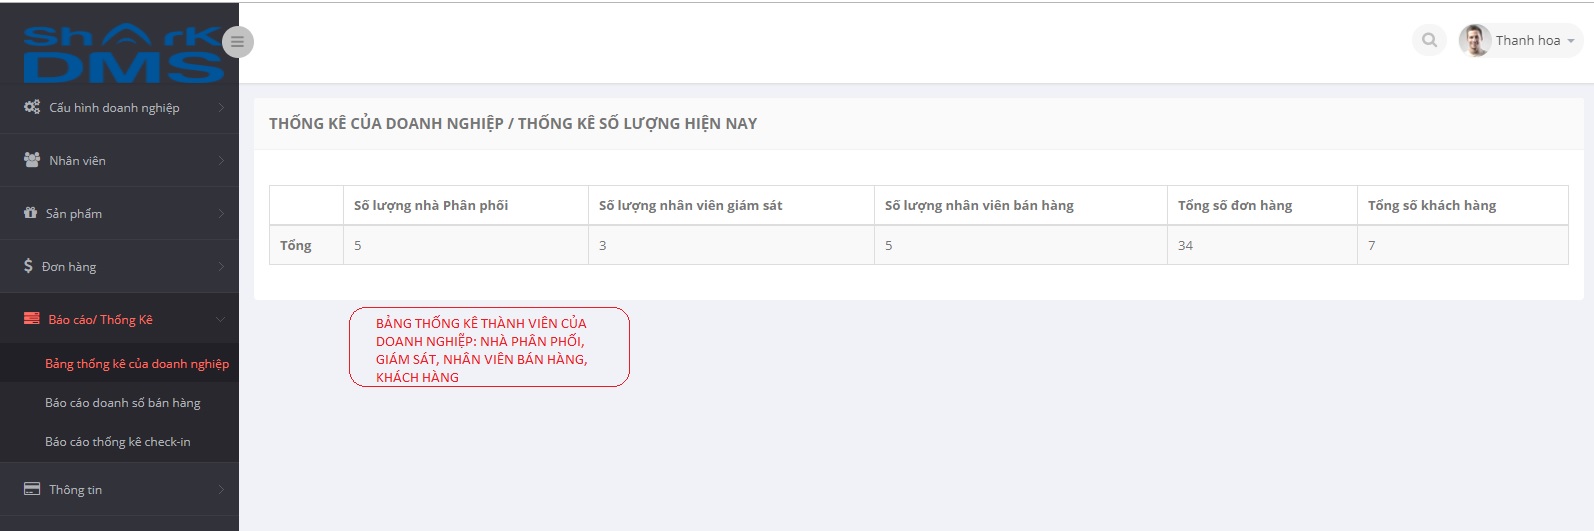 Shark
DMS
Thanh hoa
Cấu hình doanh nghiệp
Nhân viên
Sản phẩm
Đơn hàng
Báo cáo/ Thống Kê
Bảng thống kê của doanh nghiệp
Báo cáo doanh số bán hàng
Báo cáo thống kê check-in
Thông tin
THỐNG KÊ CỦA DOANH NGHIỆP / THỐNG KÊ SỐ LƯỢNG HIỆN NAY
Số lượng nhà Phân phối Số lượng nhân viên giám sát Số lượng nhân viên bán hàng Tổng số đơn hàng Tổng số khách hàng
Tổng 5 3 5 34 7
BẢNG THỐNG KÊ THÀNH VIÊN CỦA
DOANH NGHIỆP: NHÀ PHÂN PHỐI,
GIÁM SÁT, NHÂN VIÊN BÁN HÀNG,
KHÁCH HÀNG